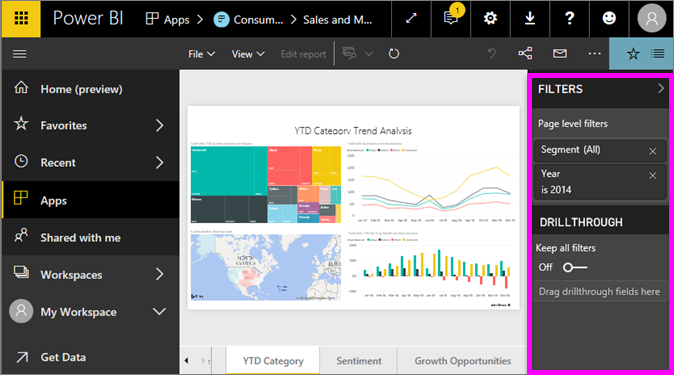 Power BI
Apps
Consum...
Sales and M...
1
File
View
Edit report
Home (preview)
Favorites
Recent
Apps
Shared with me
Workspaces
My Workspace
Get Data
YTD Category Trend Analysis
NORTH
AMERICA
YTD Category
Sentiment
Growth Opportunities
FILTERS
Page level filters
Segment (All)
Year
is 2014
DRILLTHROUGH
Keep all filters
Off
Drag drillthrough fields here